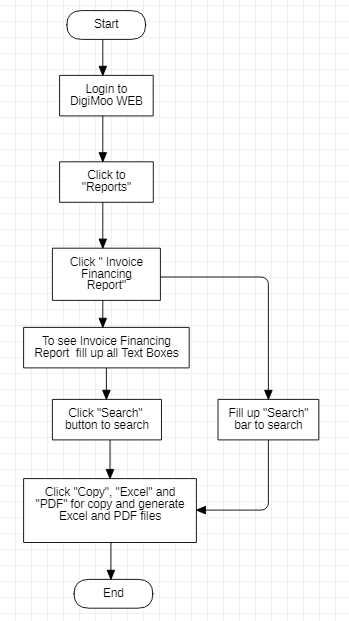 Start
Login to
DigiMoo WEB
Click to
"Reports"
Click " Invoice
Financing
Report"
To see Invoice Financing
Report fill up all Text Boxes
Click "Search"
button to search
Fill up "Search"
bar to search
Click "Copy", "Excel" and
"PDF" for copy and generate
Excel and PDF files
End